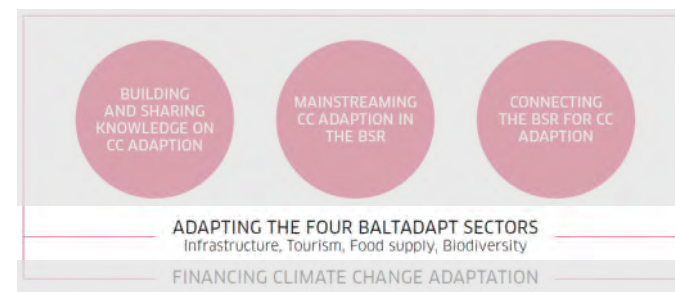 BUILDING
AND SHARING
KNOWLEDGE ON
CC ADAPTION
MAINSTREAMING
CC ADAPTION IN
THE BSR
CONNECTING
THE BSR FOR CC
ADAPTION
ADAPTING THE FOUR BALTADAPT SECTORS
Infrastructure, Tourism, Food supply, Biodiversity
FINANCING CLIMATE CHANGE ADAPTATION